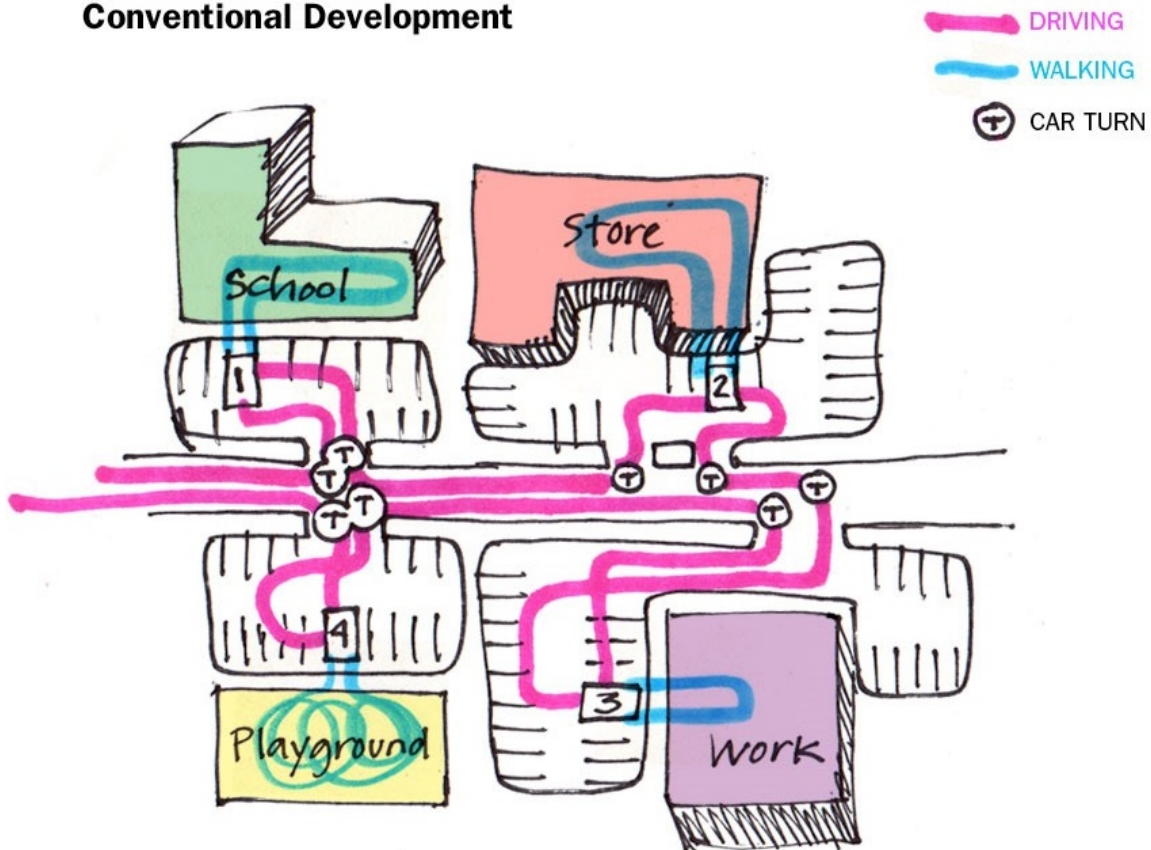 Conventional Development
DRIVING
WALKING
T CAR TURN
School
Store
1
2
T
T
T
T
T
T
T
T
4
3
Playground
Work